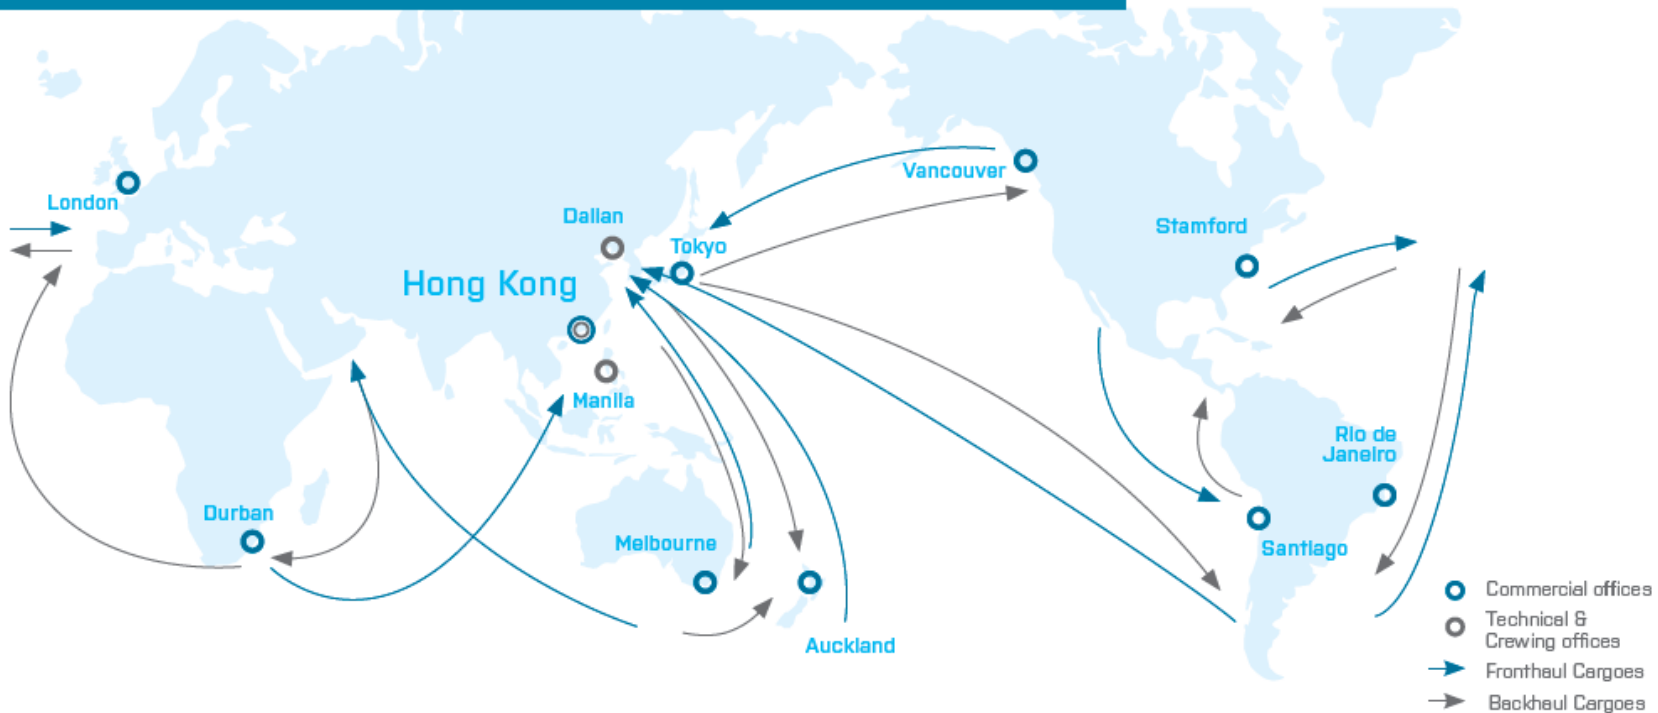 London
Dalian
Tokyo
Hong Kong
Manila
Durban
Melbourne
Auckland
Vancouver
Stamford
Rio de
Janeiro
Santiago
Commercial offices
Technical &
Crewing offices
Fronthaul Cargoes
Backhaul Cargoes